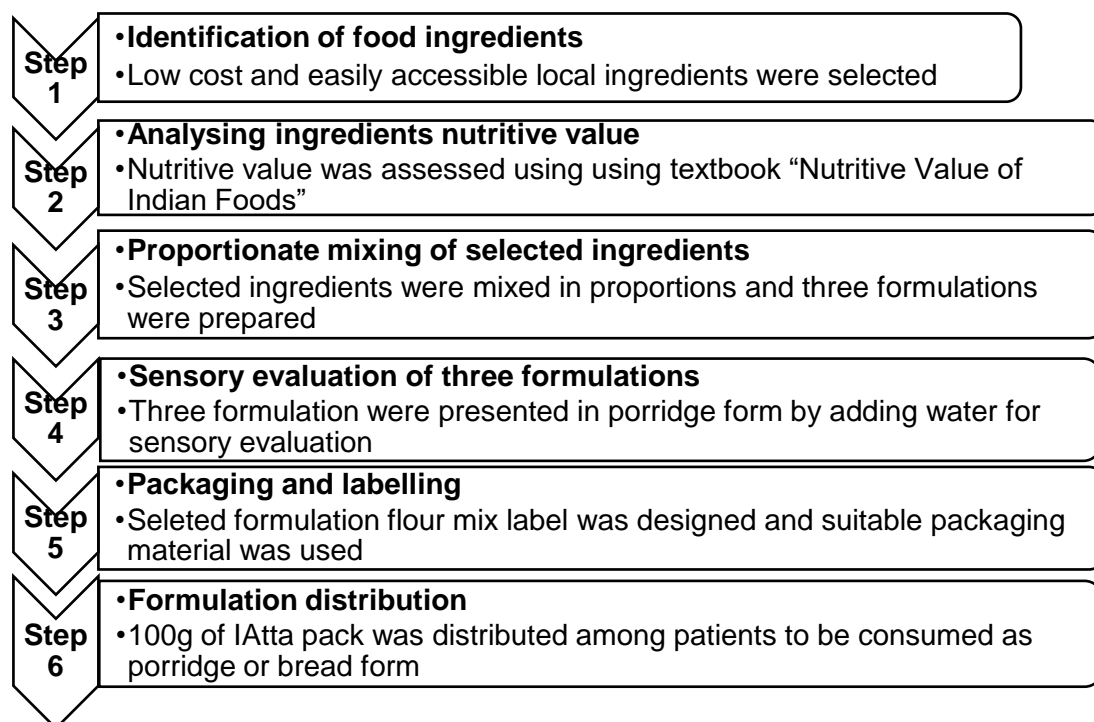 Step
1
•Identification of food ingredients
•Low cost and easily accessible local ingredients were selected
Step
2
•Analysing ingredients nutritive value
•Nutritive value was assessed using using textbook “Nutritive Value of
Indian Foods”
Step
3
•Proportionate mixing of selected ingredients
•Selected ingredients were mixed in proportions and three formulations
were prepared
Step
4
•Sensory evaluation of three formulations
•Three formulation were presented in porridge form by adding water for
sensory evaluation
Step
5
•Packaging and labelling
•Seleted formulation flour mix label was designed and suitable packaging
material was used
Step
6
•Formulation distribution
•100g of IAtta pack was distributed among patients to be consumed as
porridge or bread form